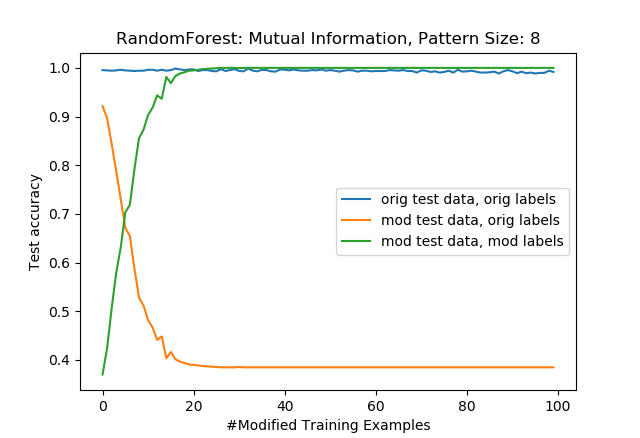 RandomForest: Mutual Information, Pattern Size: 8
1.0
0.9
0.8
0.7
0.6
0.5
0.4
Test accuracy
orig test data, orig labels
mod test data, orig labels
mod test data, mod labels
0 20 40 60 80 100
#Modified Training Examples